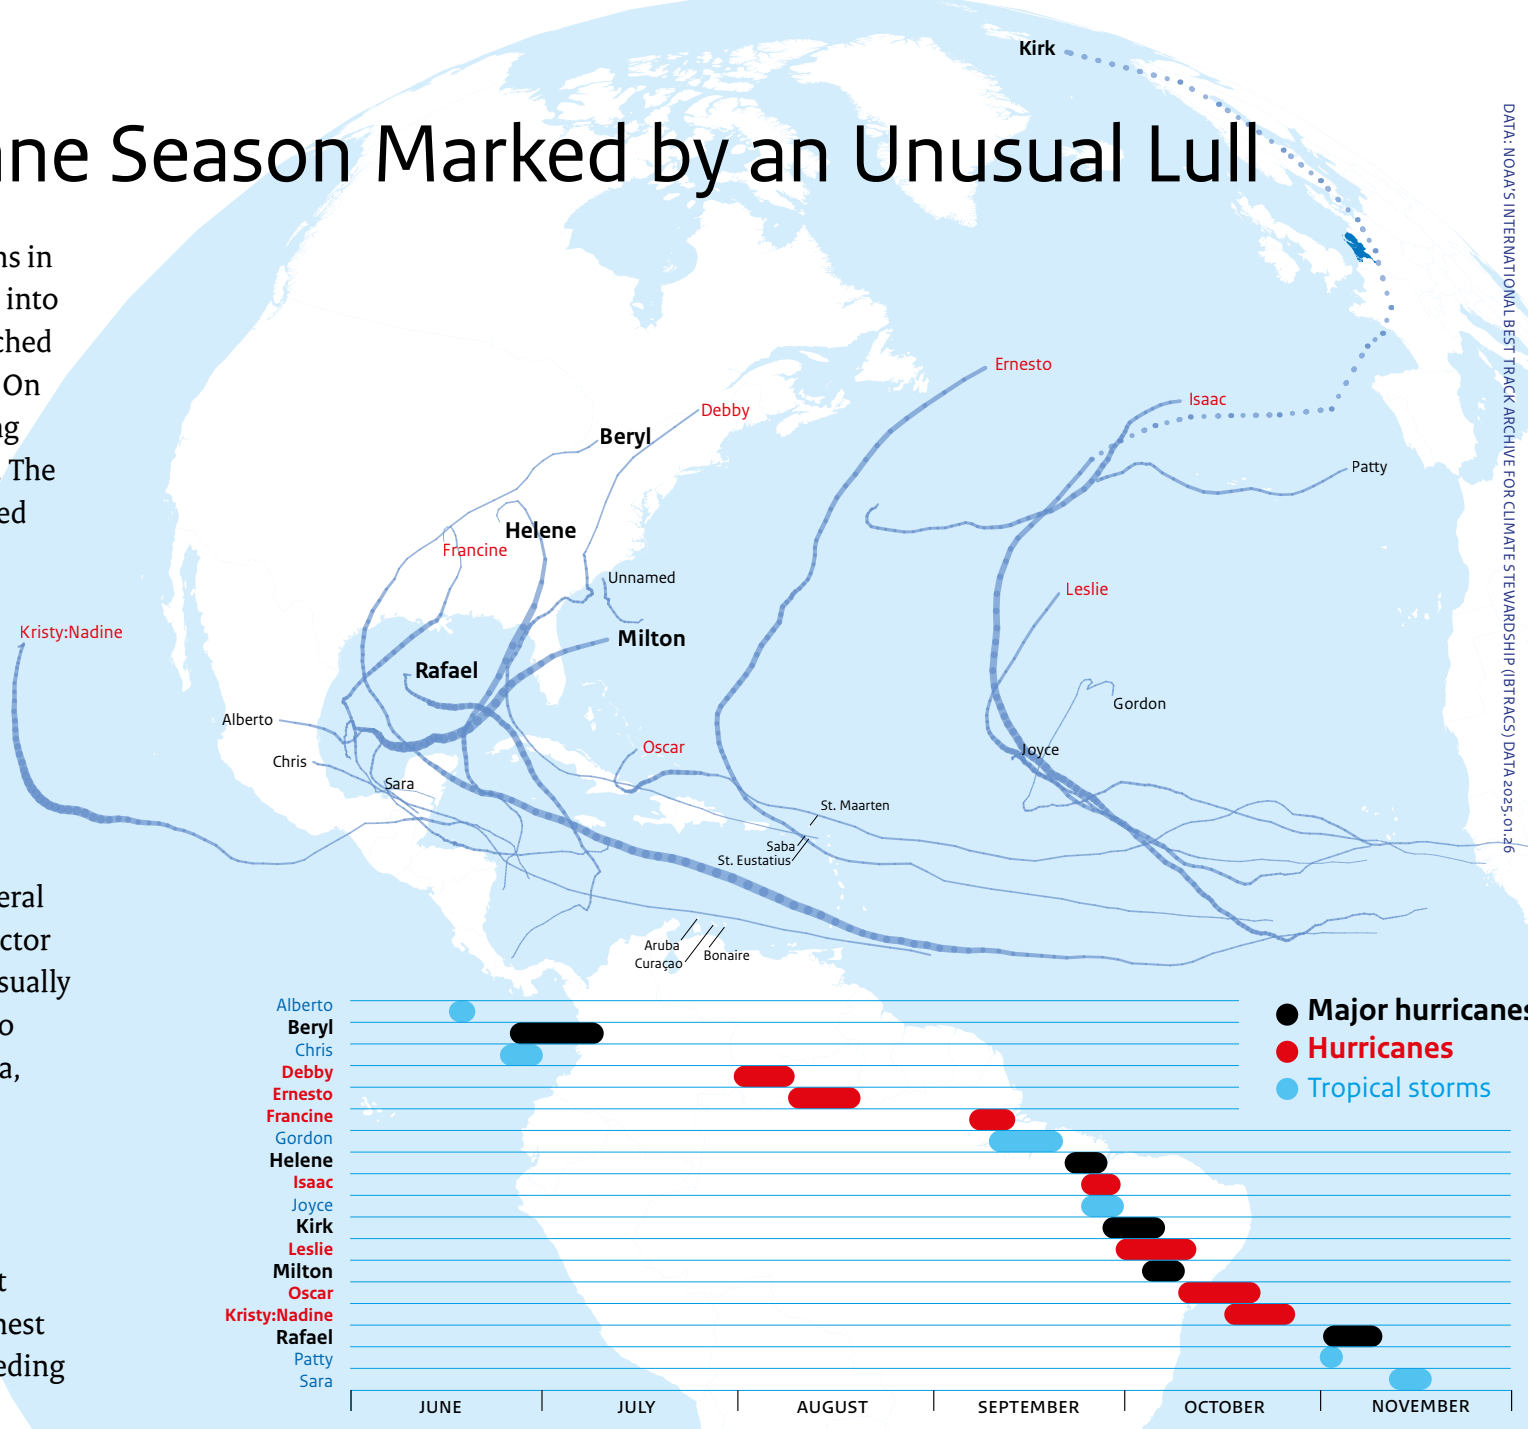 ne Season Marked by an Unusual Lull
ns in
into
ched
On
g
The
ed
eral
ctor
sually
o
a,
t
nest
eding
Kirk
Ernesto
Isaac
Debby
Beryl
Patty
Helene
Francine
Unnamed
Leslie
Kristy:Nadine
Milton
Rafael
Gordon
Alberto
Oscar
Joyce
Chris
Sara
St. Maarten
Saba
St. Eustatius
Aruba
Bonaire
Curaçao
DATA: NOAA'S INTERNATIONAL BEST TRACK ARCHIVE FOR CLIMATE STEWARDSHIP (IBTRACS) DATA 2025.01.26
Major hurricanes
Hurricanes
Tropical storms
Alberto
Beryl
Chris
Debby
Ernesto
Francine
Gordon
Helene
Isaac
Joyce
Kirk
Leslie
Milton
Oscar
Kristy:Nadine
Rafael
Patty
Sara
JUNE JULY AUGUST SEPTEMBER OCTOBER NOVEMBER